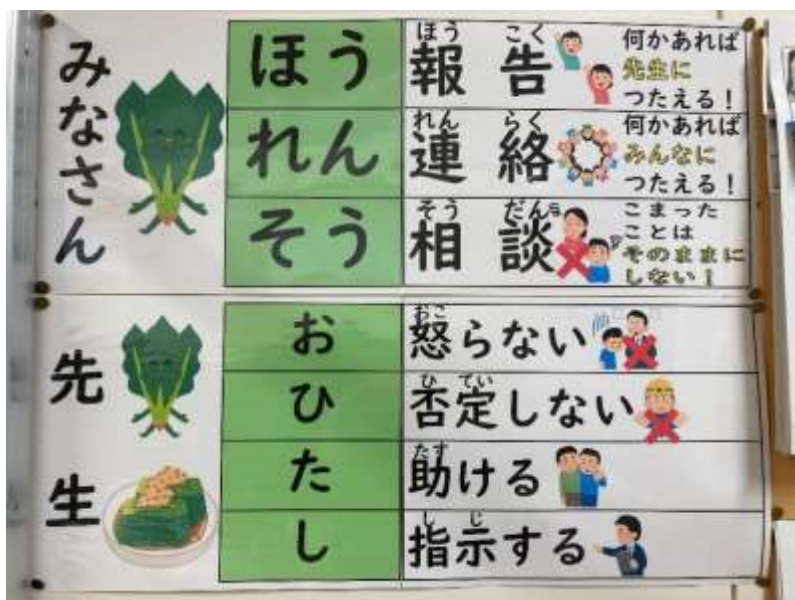 みなさん
ほう
報告
ほう こく
何かあれば
先生に
つたえる！
れん
連絡
れん らく
何かあれば
みんなに
つたえる！
そう
相談
そう だん
こまった
ことは
そのままに
しない！
先生
お
怒らない
おこ
ひ
否定しない
ひ てい
た
助ける
たす
し
指示する
し じ